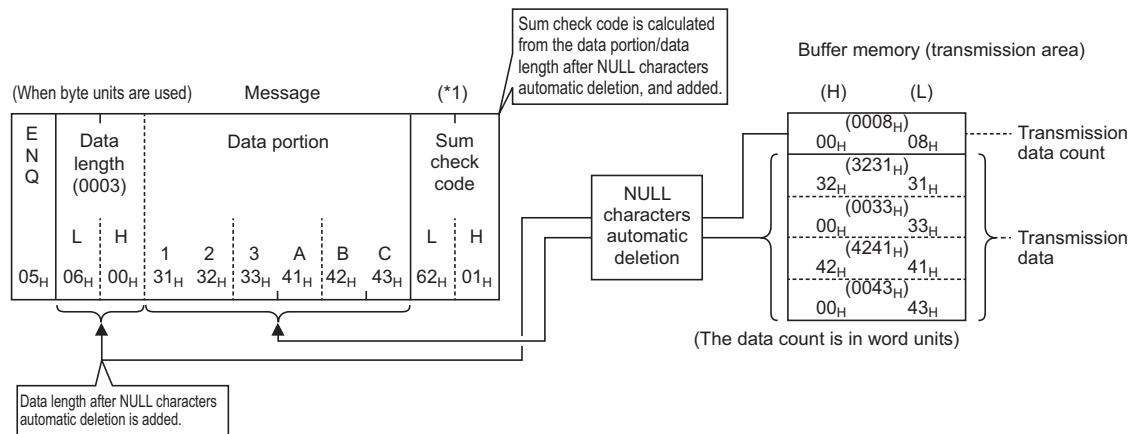 Sum check code is calculated
from the data portion/data
length after NULL characters
automatic deletion, and added.
Buffer memory (transmission area)
(When byte units are used)
Message
(*1)
(H)
(L)
E
N
Q
Data
length
(0003)
Data portion
Sum
check
code
L
H
1
2
3
A
B
C
L
H
05H
06H
00H
31H
32H
33H
41H
42H
43H
62H
01H
NULL
characters
automatic
deletion
(0008H)
00H
08H
(3231H)
32H
31H
(0033H)
00H
33H
(4241H)
42H
41H
(0043H)
00H
43H
Transmission
data count
Transmission
data
(The data count is in word units)
Data length after NULL characters
automatic deletion is added.